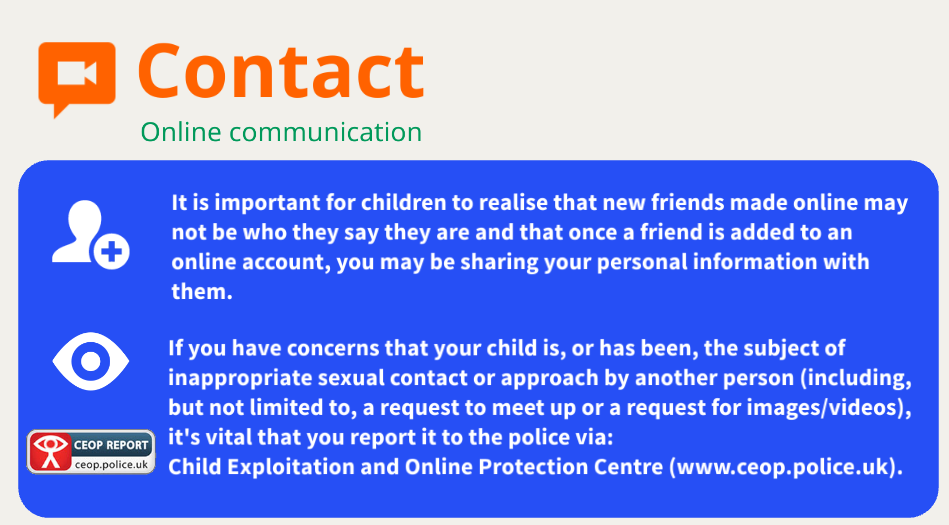 Contact
Online communication
It is important for children to realise that new friends made online may
not be who they say they are and that once a friend is added to an
online account, you may be sharing your personal information with
them.
If you have concerns that your child is, or has been, the subject of
inappropriate sexual contact or approach by another person (including,
but not limited to, a request to meet up or a request for images/videos),
it's vital that you report it to the police via:
Child Exploitation and Online Protection Centre (www.ceop.police.uk).
CEOP REPORT
ceop.police.uk